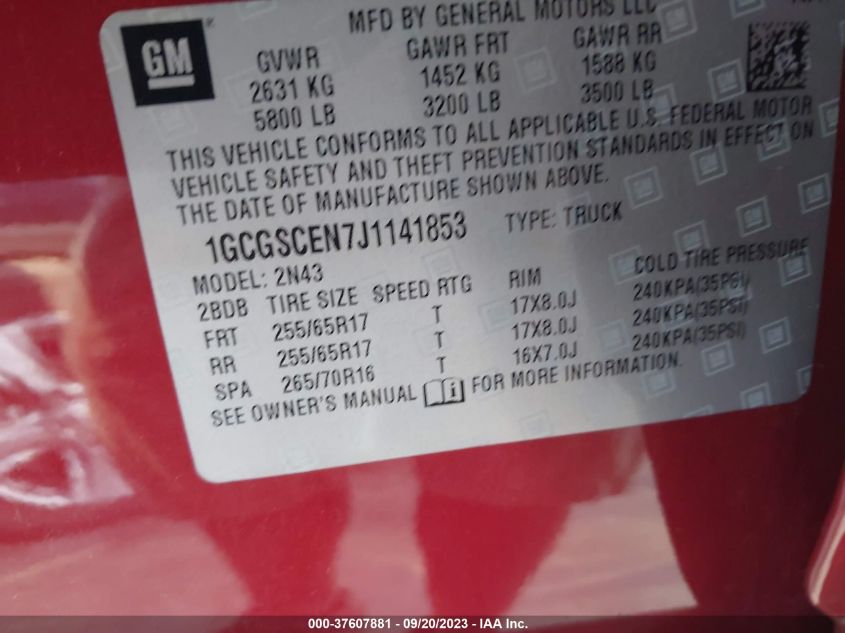 MFD BY GENERAL MOTORS LLC
GM
GVWR GAWR FRT GAWR RR
2631 KG 1452 KG 1588 KG
5800 LB 3200 LB 3500 LB
THIS VEHICLE CONFORMS TO ALL APPLICABLE U.S. FEDERAL MOTOR
VEHICLE SAFETY AND THEFT PREVENTION STANDARDS IN EFFECT ON
THE DATE OF MANUFACTURE SHOWN ABOVE.
1GCGSCEN7J1141853 TYPE: TRUCK
MODEL: 2N43 COLD TIRE PRESSURE
2BDB TIRE SIZE SPEED RTG RIM
FRT 255/65R17 T 17X8.0J 240KPA(35PSI)
RR 255/65R17 T 17X8.0J 240KPA(35PSI)
SPA 265/70R16 T 16X7.0J 240KPA(35PSI)
SEE OWNER'S MANUAL FOR MORE INFORMATION.
000-37607881 - 09/20/2023 - IAA Inc.